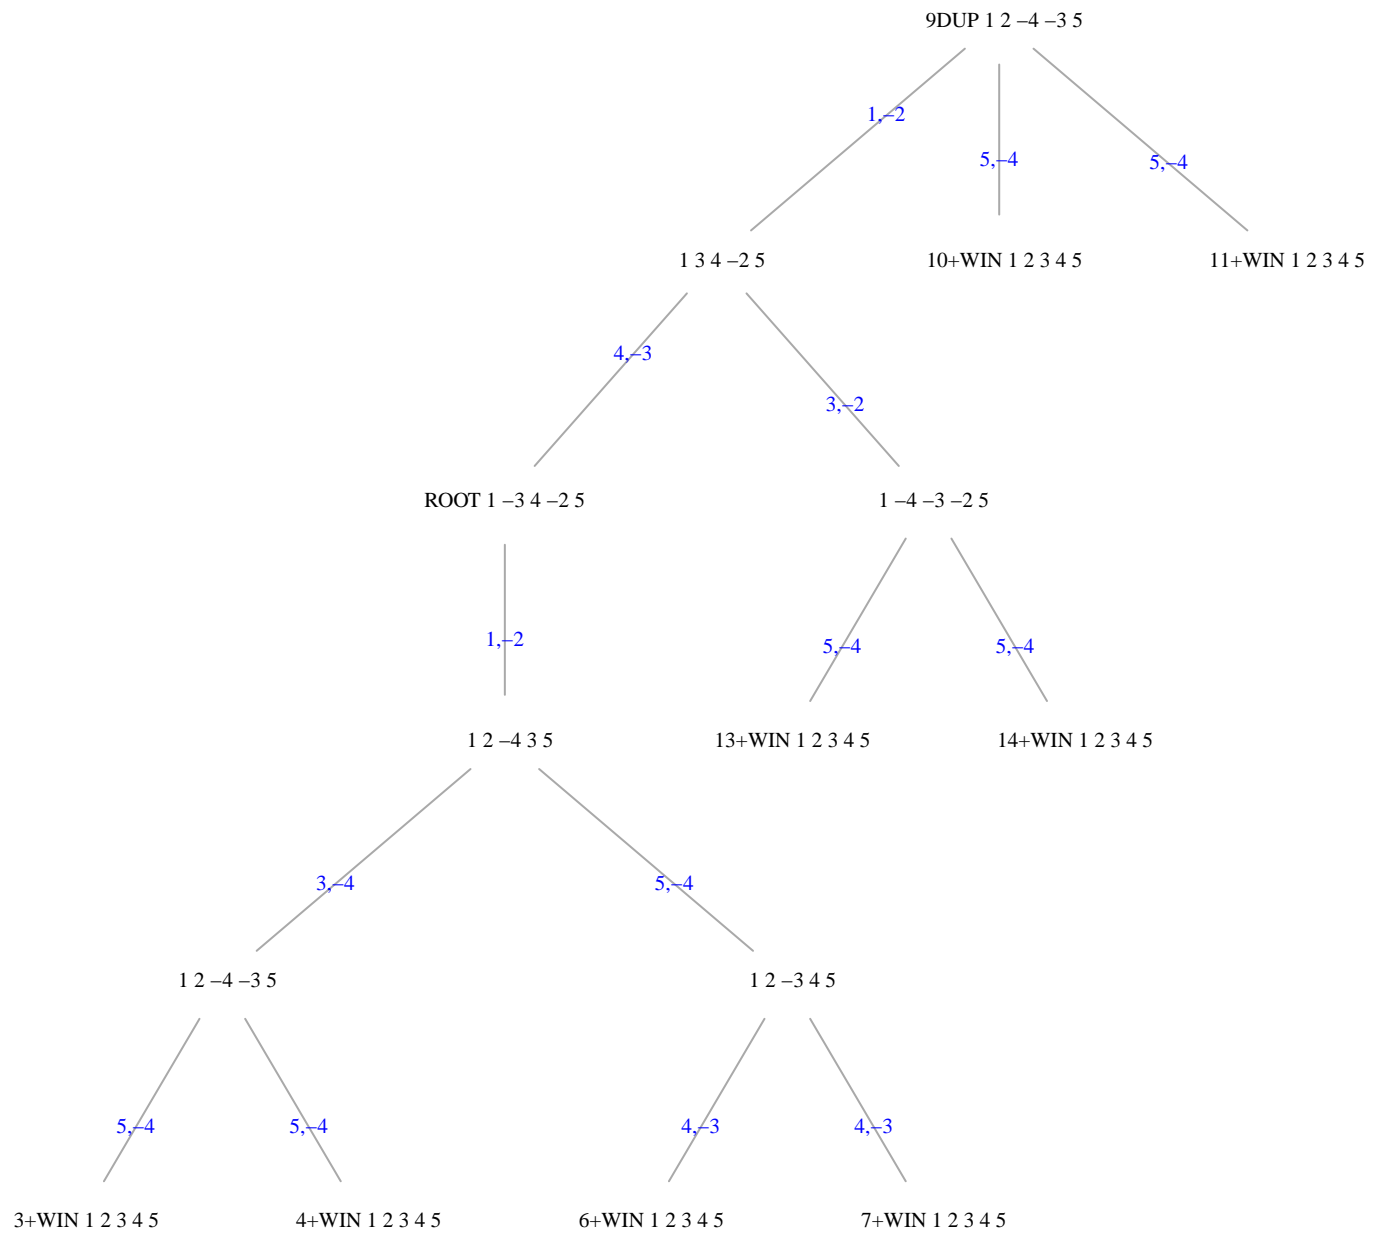 9DUP 1 2 –4 –3 5
1,–2
5,–4
5,–4
1 3 4 –2 5
10+WIN 1 2 3 4 5
11+WIN 1 2 3 4 5
4,–3
3,–2
ROOT 1 –3 4 –2 5
1 –4 –3 –2 5
1,–2
5,–4
5,–4
1 2 –4 3 5
13+WIN 1 2 3 4 5
14+WIN 1 2 3 4 5
3,–4
5,–4
1 2 –4 –3 5
1 2 –3 4 5
5,–4
5,–4
4,–3
4,–3
3+WIN 1 2 3 4 5
4+WIN 1 2 3 4 5
6+WIN 1 2 3 4 5
7+WIN 1 2 3 4 5